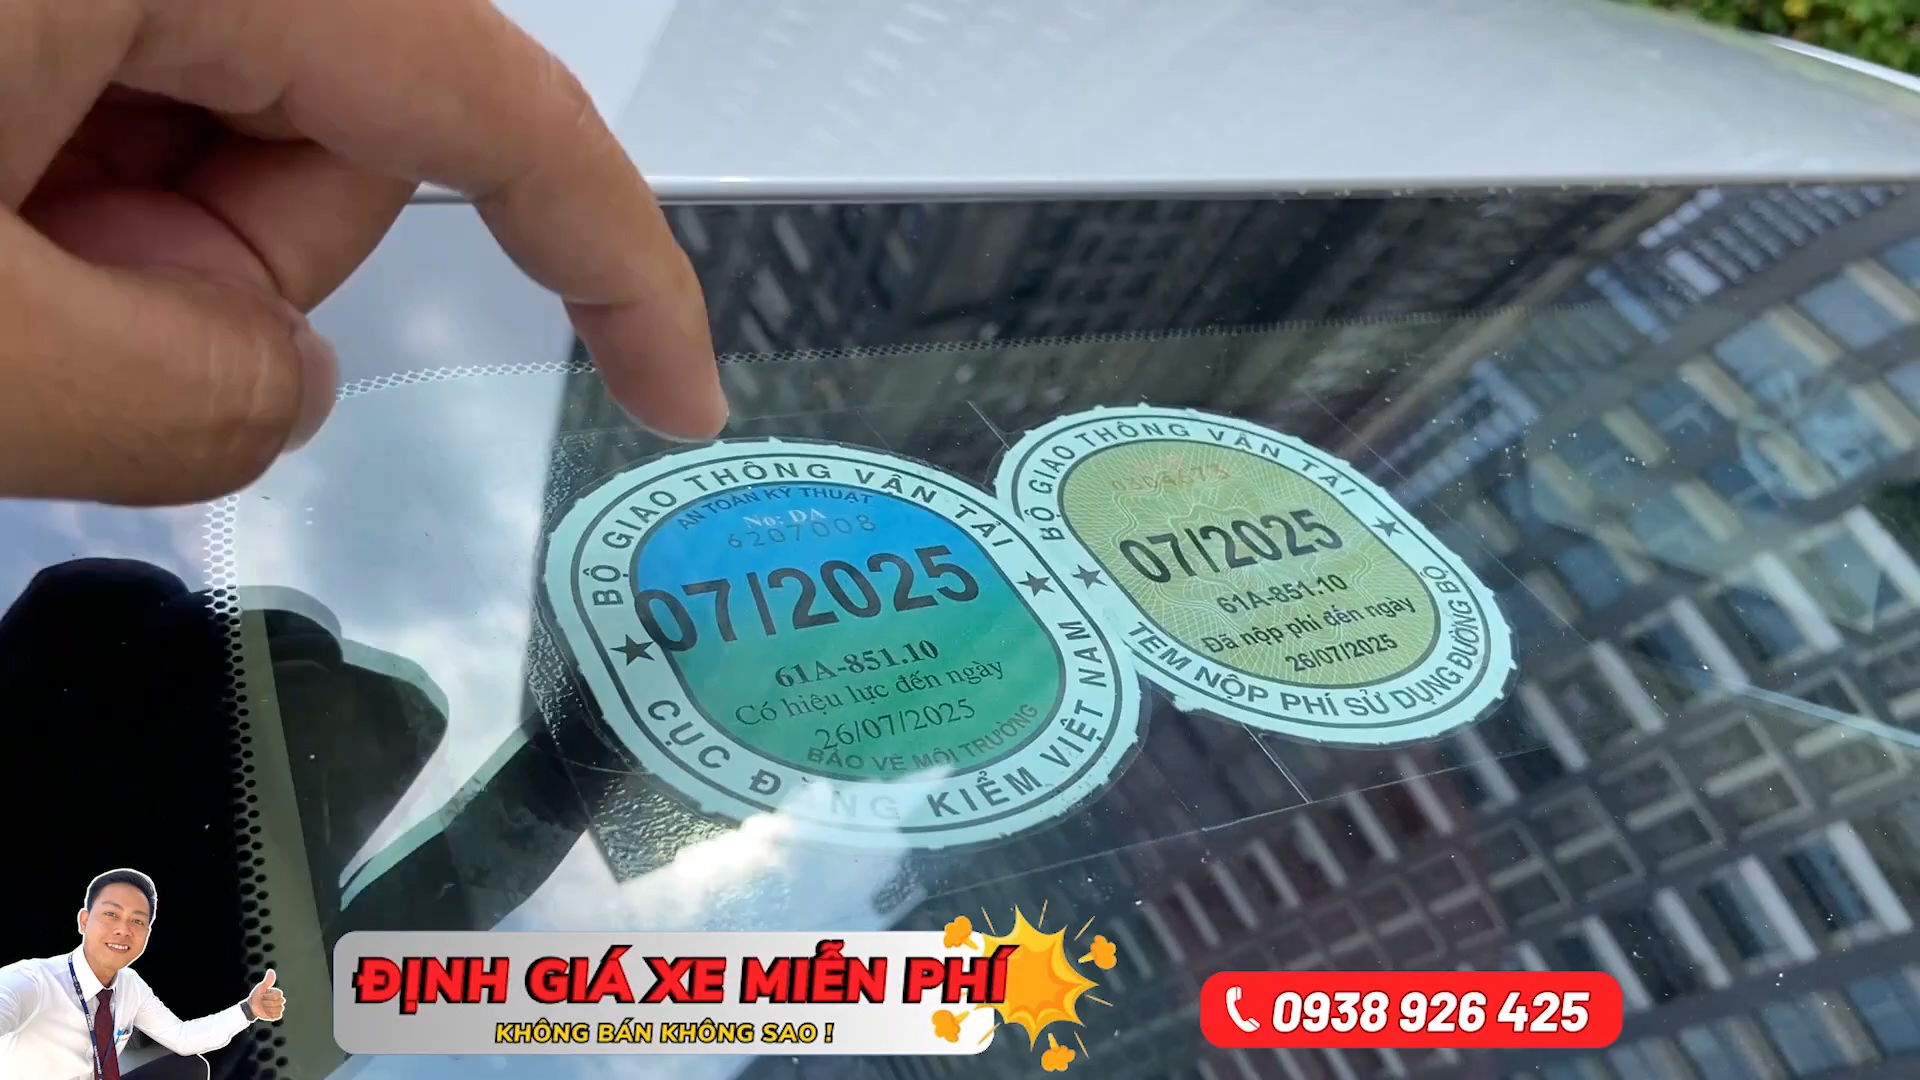 BỘ GIAO THÔNG VẬN TẢI
AN TOÀN KỸ THUẬT
No: DA
6207008
07/2025
61A-851.10
Có hiệu lực đến ngày
26/07/2025
BẢO VỆ MÔI TRƯỜNG
CỤC ĐĂNG KIỂM VIỆT NAM
BỘ GIAO THÔNG VẬN TẢI
07/2025
61A-851.10
Đã nộp phí đến ngày
26/07/2025
TEM NỘP PHÍ SỬ DỤNG ĐƯỜNG BỘ
ĐỊNH GIÁ XE MIỄN PHÍ
KHÔNG BÁN KHÔNG SAO !
0938 926 425